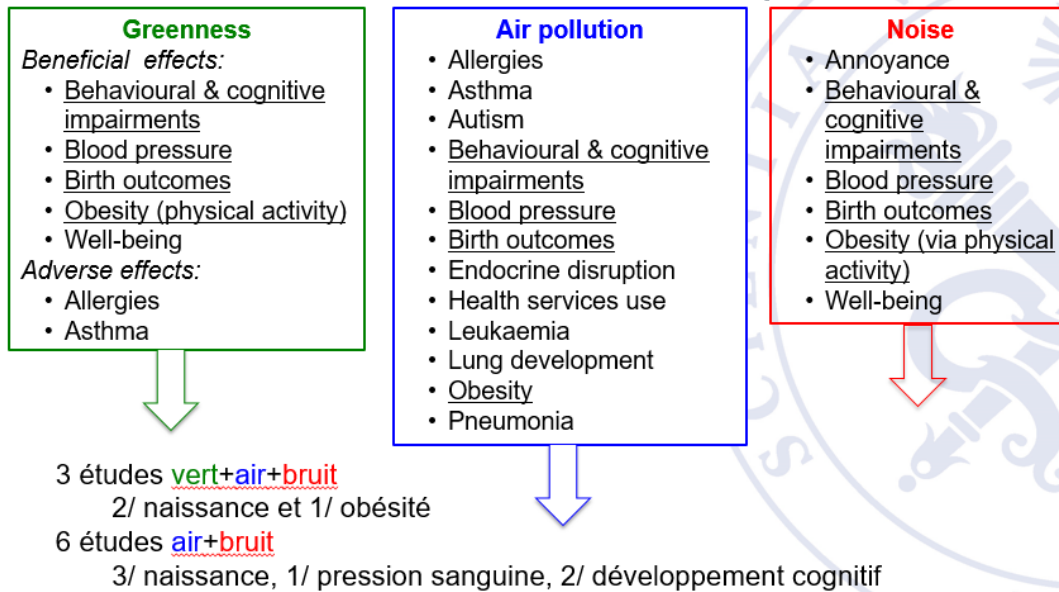 Greenness
Beneficial effects:
• Behavioural & cognitive
impairments
• Blood pressure
• Birth outcomes
• Obesity (physical activity)
• Well-being
Adverse effects:
• Allergies
• Asthma
Air pollution
• Allergies
• Asthma
• Autism
• Behavioural & cognitive
impairments
• Blood pressure
• Birth outcomes
• Endocrine disruption
• Health services use
• Leukaemia
• Lung development
• Obesity
• Pneumonia
Noise
• Annoyance
• Behavioural &
cognitive
impairments
• Blood pressure
• Birth outcomes
• Obesity (via physical
activity)
• Well-being
3 études vert+air+bruit
2/ naissance et 1/ obésité
6 études air+bruit
3/ naissance, 1/ pression sanguine, 2/ développement cognitif